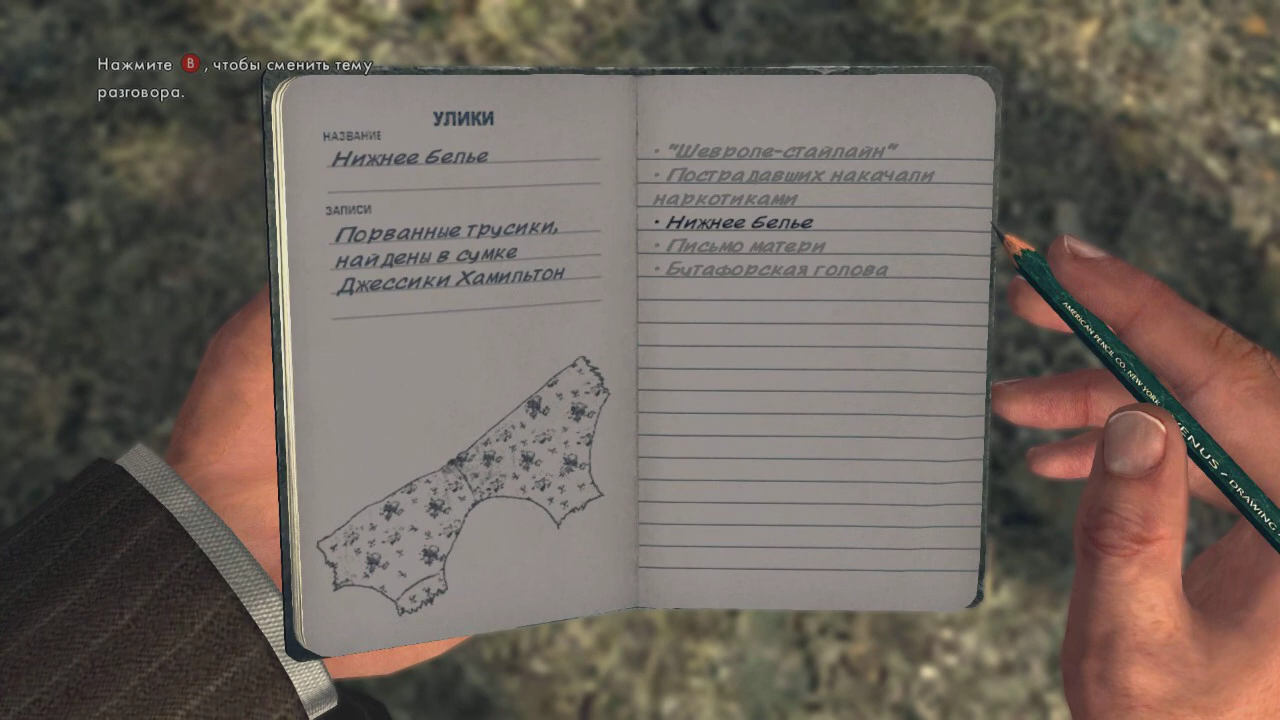 Нажмите B, чтобы сменить тему
разговора.
УЛИКИ
НАЗВАНИЕ
Нижнее белье
ЗАПИСИ
Порванные трусики,
найдены в сумке
Джессики Хамильтон
· "Шевроле-стайлайн"
· Пострадавших накачали
наркотиками
· Нижнее белье
· Письмо матери
· Бутафорская голова
AMERICAN PENCIL CO. NEW YORK
VENUS / DRAWING